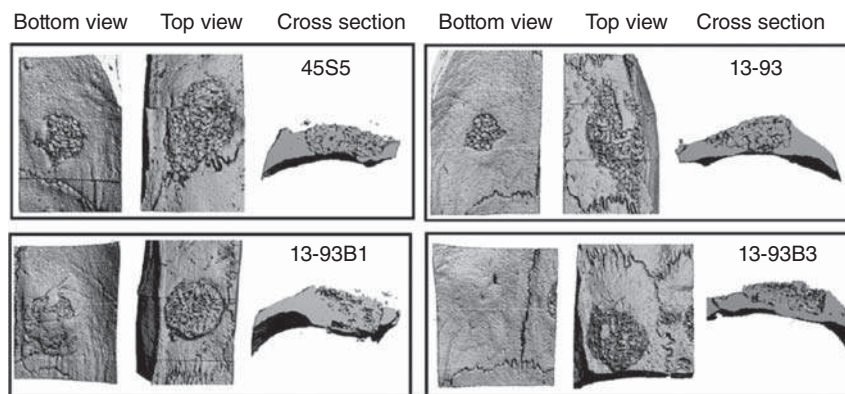 Bottom view Top view Cross section Bottom view Top view Cross section
45S5 13-93
13-93B1 13-93B3